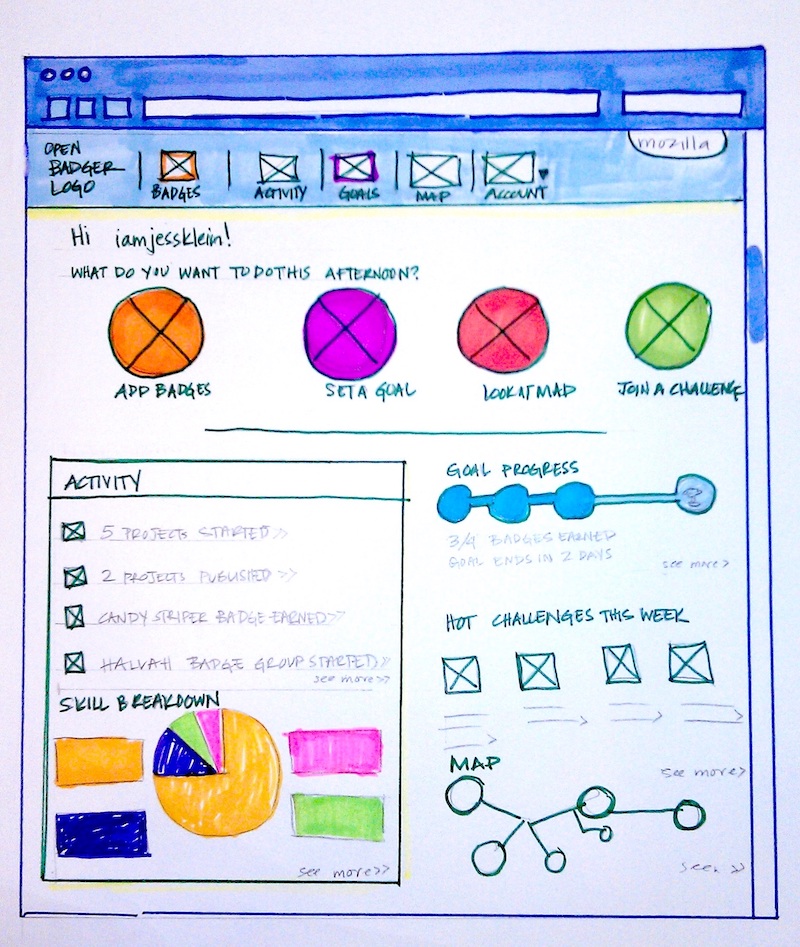 OPEN
BADGER
LOGO
BADGES
ACTIVITY
GOALS
MAP
ACCOUNT
mozilla
Hi iamjessklein!
WHAT DO YOU WANT TO DO THIS AFTERNOON?
ADD BADGES
SET A GOAL
LOOK AT MAP
JOIN A CHALLENGE
ACTIVITY
5 PROJECTS STARTED >>
2 PROJECTS PUBLISHED >>
CANDY STRIPER BADGE EARNED >>
HALVAH BADGE GROUP STARTED >>
see more >>
SKILL BREAKDOWN
see more >>
GOAL PROGRESS
3/4 BADGES EARNED
GOAL ENDS IN 2 DAYS
see more >
HOT CHALLENGES THIS WEEK
see more >
MAP